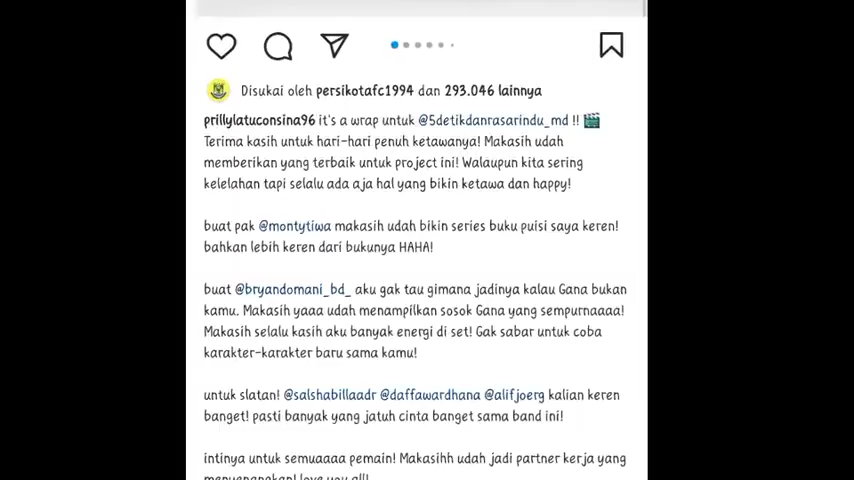 Disukai oleh persikotafc1994 dan 293.046 lainnya
prillylatuconsina96 it's a wrap untuk @5detikdanrasarindu_md !! 🎬
Terima kasih untuk hari-hari penuh ketawanya! Makasih udah
memberikan yang terbaik untuk project ini! Walaupun kita sering
kelelahan tapi selalu ada aja hal yang bikin ketawa dan happy!
buat pak @montytiwa makasih udah bikin series buku puisi saya keren!
bahkan lebih keren dari bukunya HAHA!
buat @bryandomani_bd_ aku gak tau gimana jadinya kalau Gana bukan
kamu. Makasih yaaa udah menampilkan sosok Gana yang sempurnaaaa!
Makasih selalu kasih aku banyak energi di set! Gak sabar untuk coba
karakter-karakter baru sama kamu!
untuk slatan! @salshabillaadr @daffawardhana @alifjoerg kalian keren
banget! pasti banyak yang jatuh cinta banget sama band ini!
intinya untuk semuaaaa pemain! Makasihh udah jadi partner kerja yang
menyenangkan! love you all!